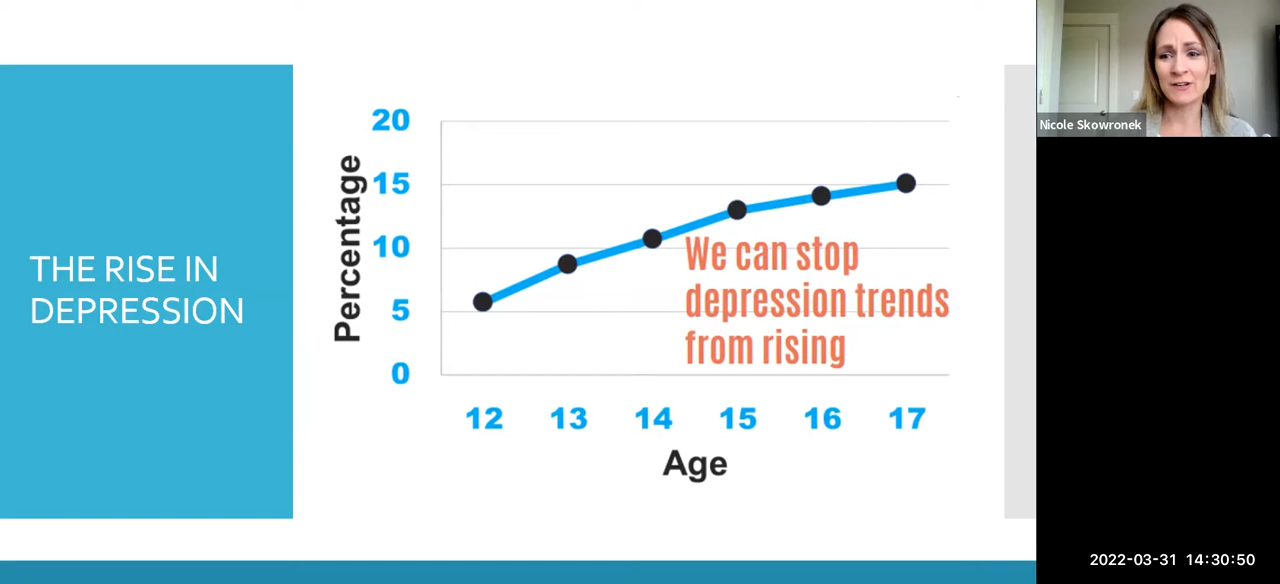 THE RISE IN
DEPRESSION
Percentage
20
15
10
5
0
We can stop
depression trends
from rising
12 13 14 15 16 17
Age
Nicole Skowronek
2022-03-31 14:30:50